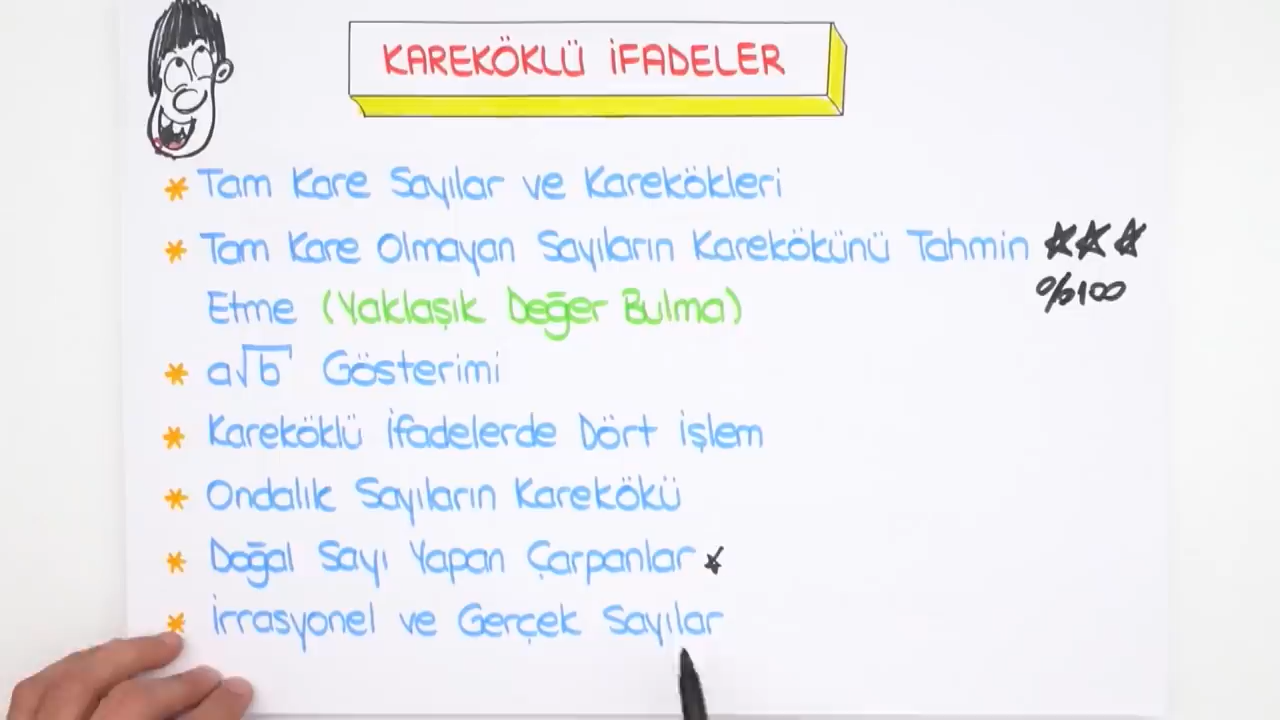 KAREKÖKLÜ İFADELER
* Tam Kare Sayılar ve Karekökleri
* Tam Kare Olmayan Sayıların Karekökünü Tahmin
%100
Etme (Yaklaşık Değer Bulma)
* a√b Gösterimi
* Kareköklü İfadelerde Dört İşlem
* Ondalık Sayıların Karekökü
* Doğal Sayı Yapan Çarpanlar
* İrrasyonel ve Gerçek Sayılar